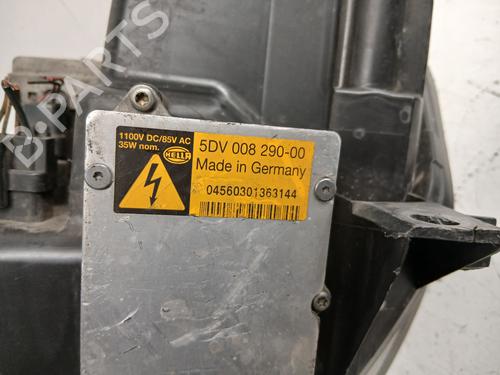 B-PARTS
1100V DC/85V AC
35W nom.
HELLA
5DV 008 290-00
Made in Germany
04560301363144